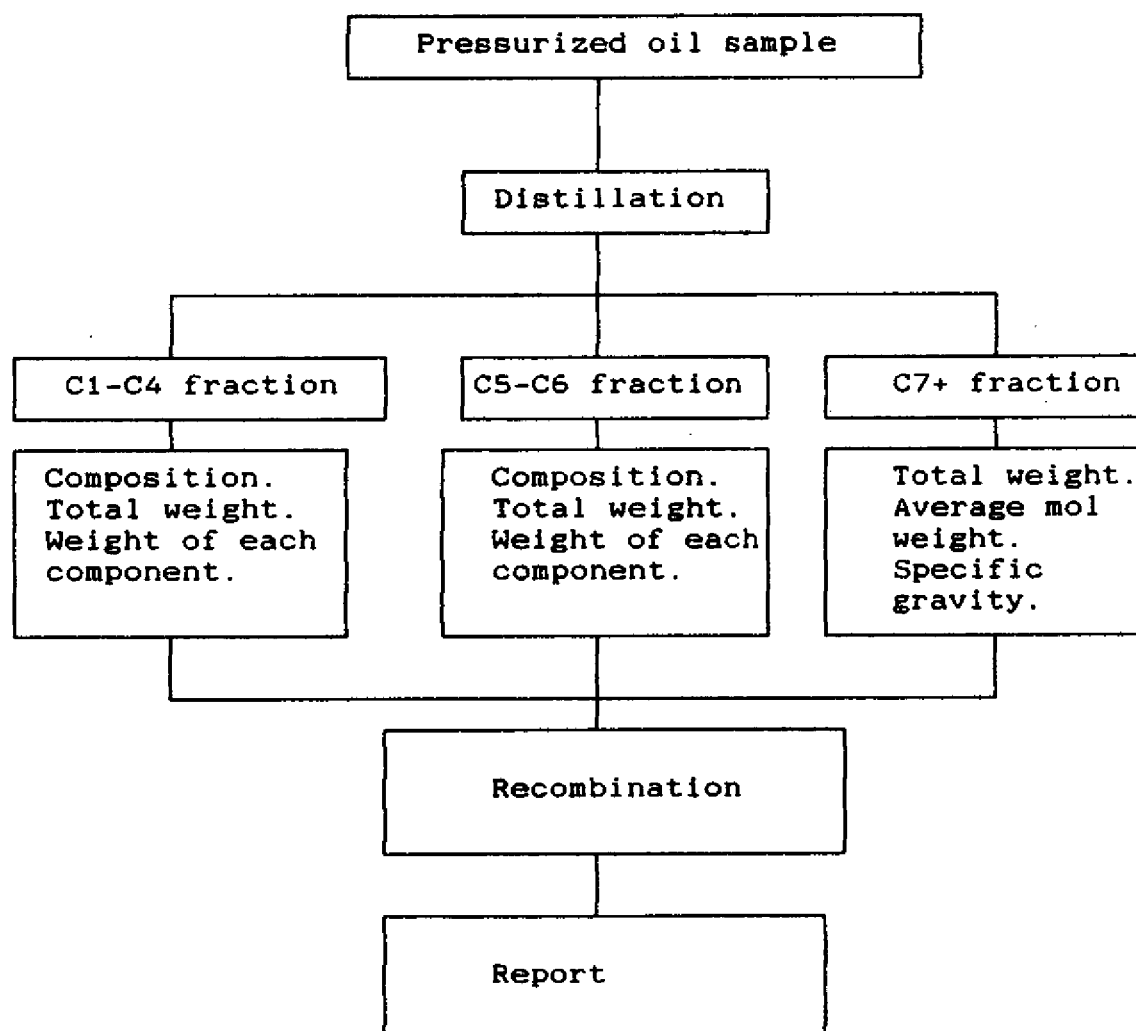 Pressurized oil sample
Distillation
C1-C4 fraction
C5-C6 fraction
C7+ fraction
Composition.
Total weight.
Weight of each
component.
Composition.
Total weight.
Weight of each
component.
Total weight.
Average mol
weight.
Specific
gravity.
Recombination
Report